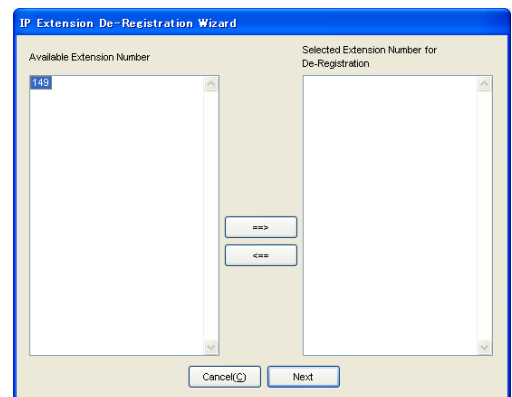 IP Extension De-Registration Wizard
Available Extension Number
Selected Extension Number for
De-Registration
149
==>
<==
Cancel(C)
Next